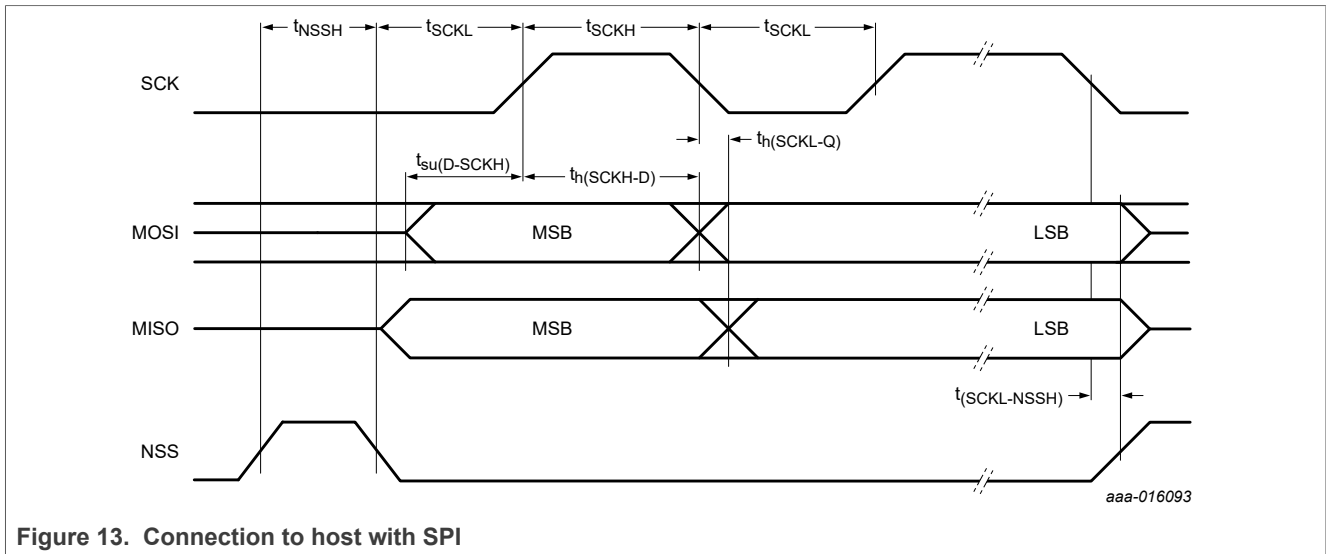 tNSSH tSCKL tSCKH tSCKL
SCK
th(SCKL-Q)
tsu(D-SCKH)
th(SCKH-D)
MOSI MSB LSB
MISO MSB LSB
t(SCKL-NSSH)
NSS
aaa-016093
Figure 13. Connection to host with SPI